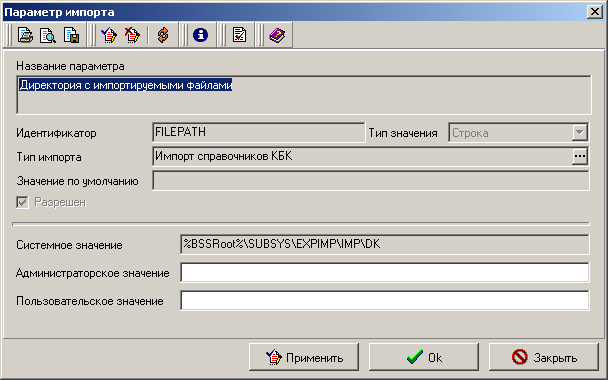 Параметр импорта
Название параметра
Директория с импортируемыми файлами
Идентификатор FILEPATH Тип значения Строка
Тип импорта Импорт справочников КБК ...
Значение по умолчанию
Разрешен
Системное значение %BSSRoot%\SUBSYS\EXPIMP\IMP\DK
Администраторское значение
Пользовательское значение
Применить Ok Закрыть